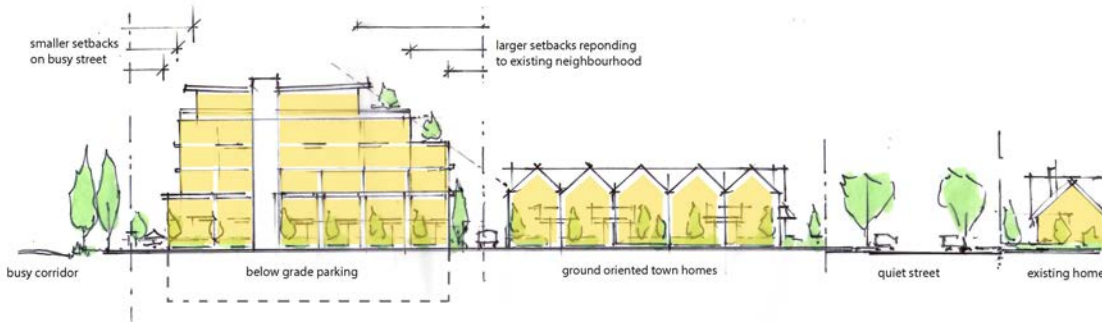 smaller setbacks
on busy street
larger setbacks reponding
to existing neighbourhood
busy corridor
below grade parking
ground oriented town homes
quiet street
existing home